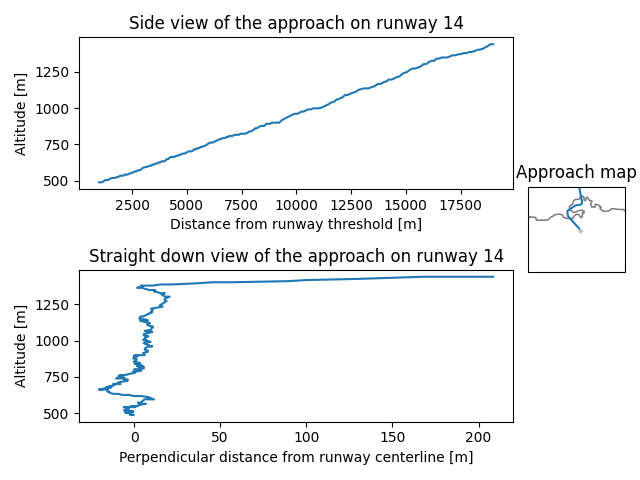 Side view of the approach on runway 14
Altitude [m]
1250
1000
750
500
2500 5000 7500 10000 12500 15000 17500
Distance from runway threshold [m]
Approach map
Straight down view of the approach on runway 14
Altitude [m]
1250
1000
750
500
0 50 100 150 200
Perpendicular distance from runway centerline [m]